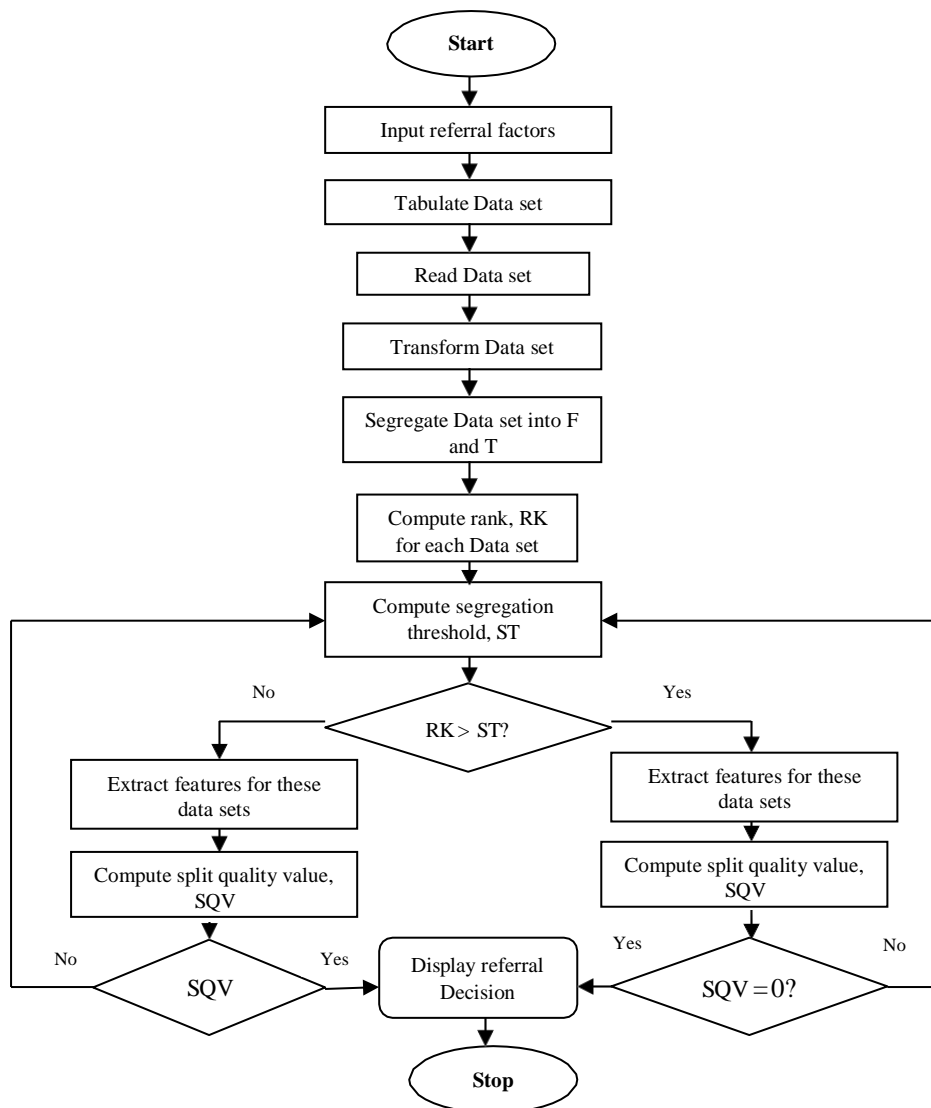 Start
Input referral factors
Tabulate Data set
Read Data set
Transform Data set
Segregate Data set into F
and T
Compute rank, RK
for each Data set
Compute segregation
threshold, ST
No
Yes
RK > ST?
Extract features for these
data sets
Extract features for these
data sets
Compute split quality value,
SQV
Compute split quality value,
SQV
No
SQV
Yes
Display referral
Decision
Yes
SQV = 0?
No
Stop